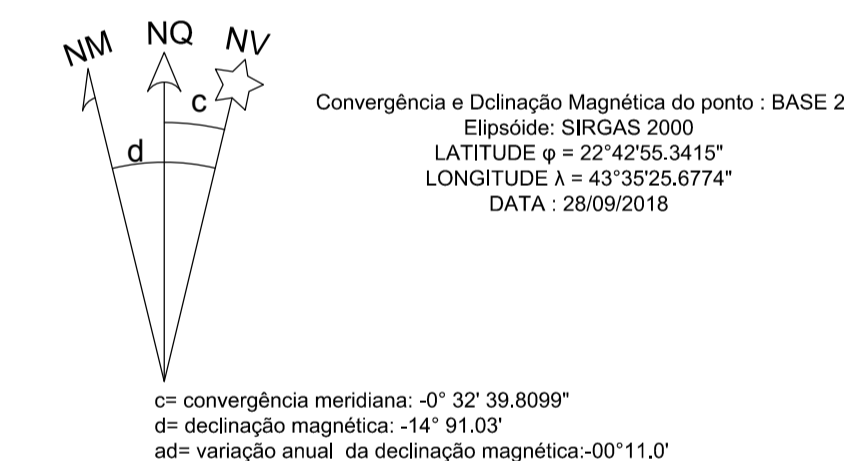 NM NQ NV
c
d
Convergência e Dclinação Magnética do ponto : BASE 2
Elipsóide: SIRGAS 2000
LATITUDE φ = 22°42'55.3415"
LONGITUDE λ = 43°35'25.6774"
DATA : 28/09/2018
c= convergência meridiana: -0° 32' 39.8099"
d= declinação magnética: -14° 91.03'
ad= variação anual da declinação magnética:-00°11.0'